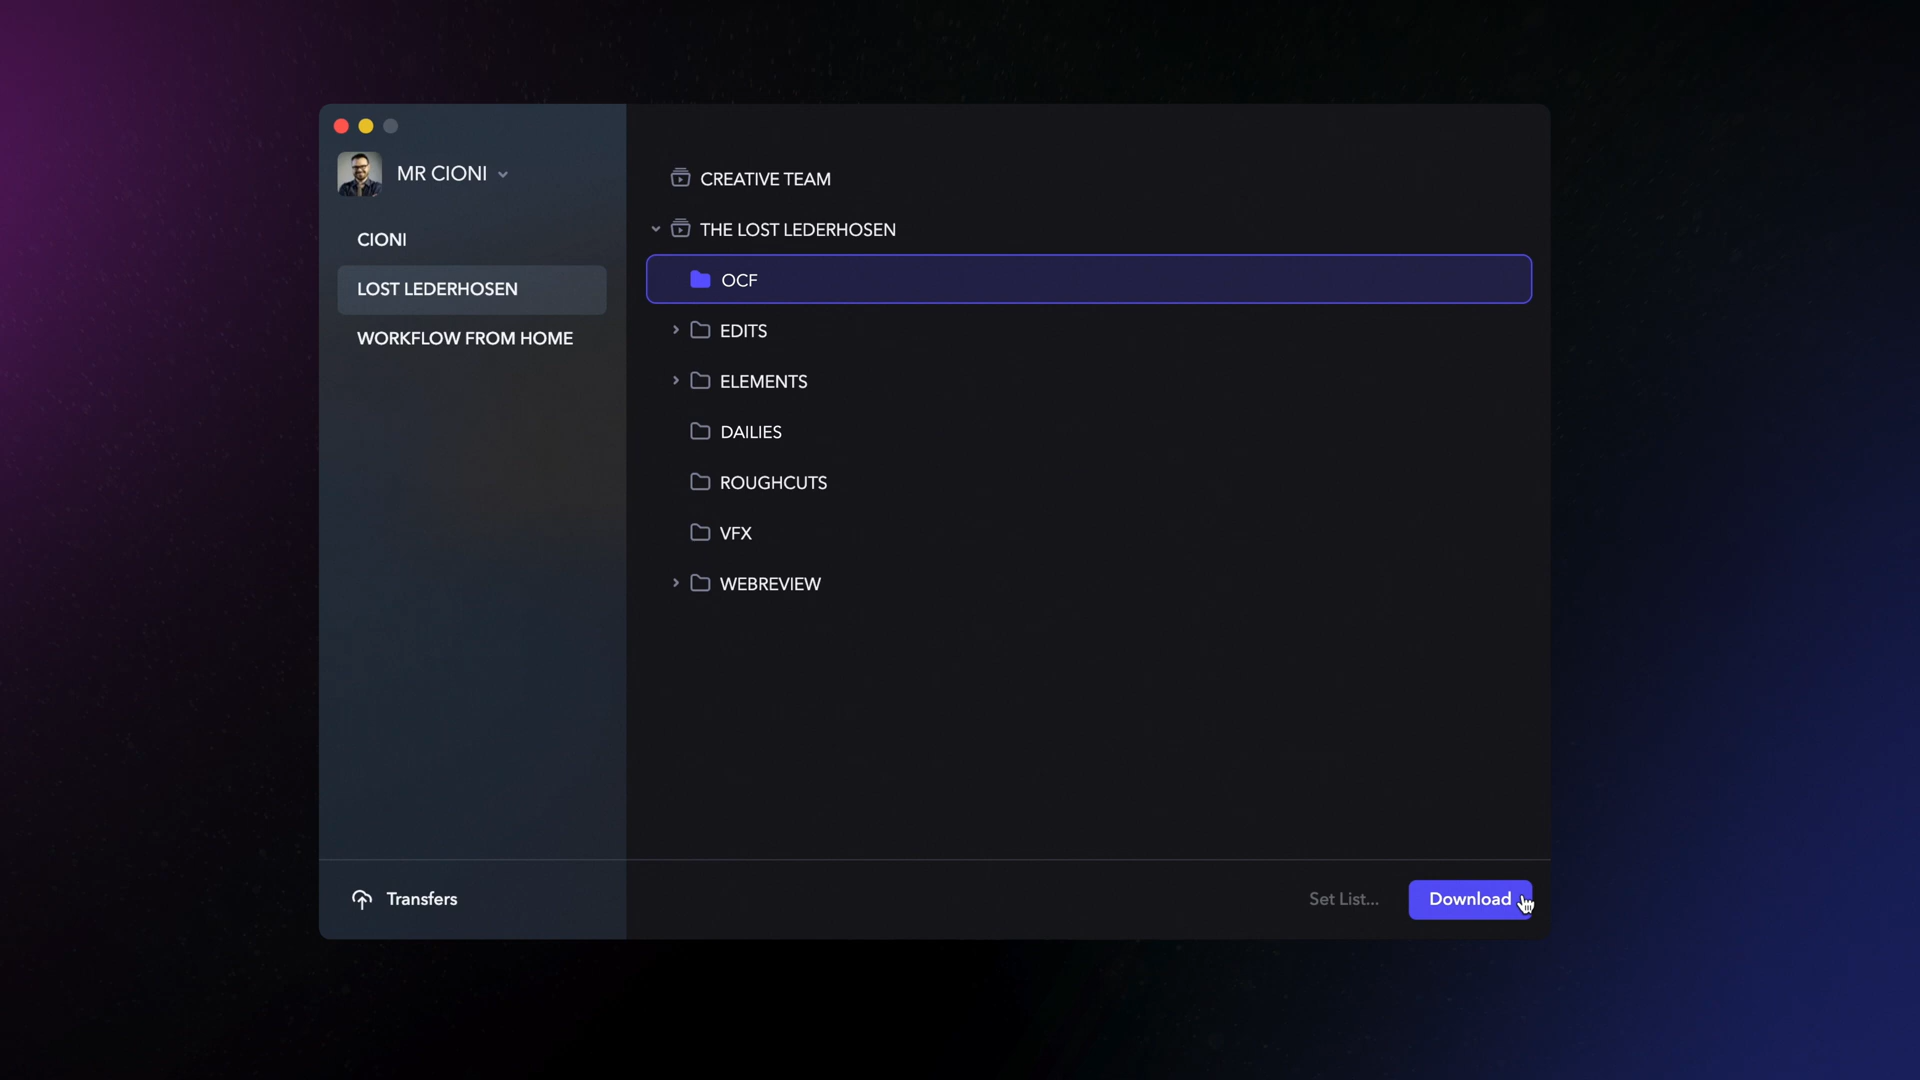 MR CIONI
CIONI
LOST LEDERHOSEN
WORKFLOW FROM HOME
Transfers
CREATIVE TEAM
THE LOST LEDERHOSEN
OCF
EDITS
ELEMENTS
DAILIES
ROUGHCUTS
VFX
WEBREVIEW
Set List...
Download